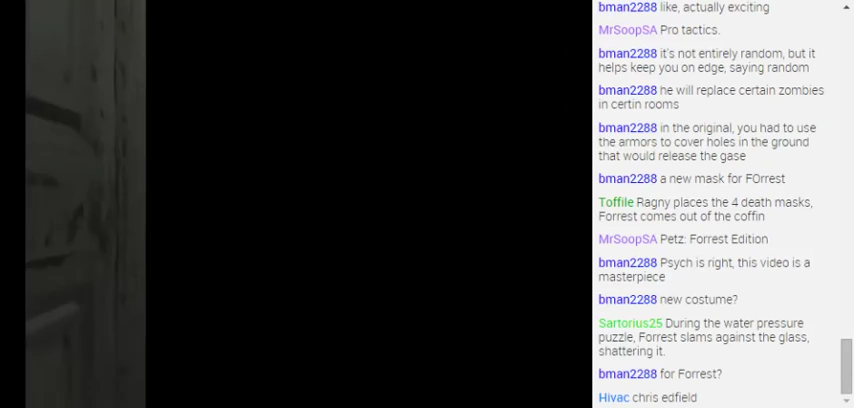 bman2288 like, actually exciting
MrSoopSA Pro tactics.
bman2288 it's not entirely random, but it
helps keep you on edge, saying random
bman2288 he will replace certain zombies
in certin rooms
bman2288 in the original, you had to use
the armors to cover holes in the ground
that would release the gase
bman2288 a new mask for FOrrest
Toffile Ragny places the 4 death masks,
Forrest comes out of the coffin
MrSoopSA Petz: Forrest Edition
bman2288 Psych is right, this video is a
masterpiece
bman2288 new costume?
Sartorius25 During the water pressure
puzzle, Forrest slams against the glass,
shattering it.
bman2288 for Forrest?
Hivac chris edfield